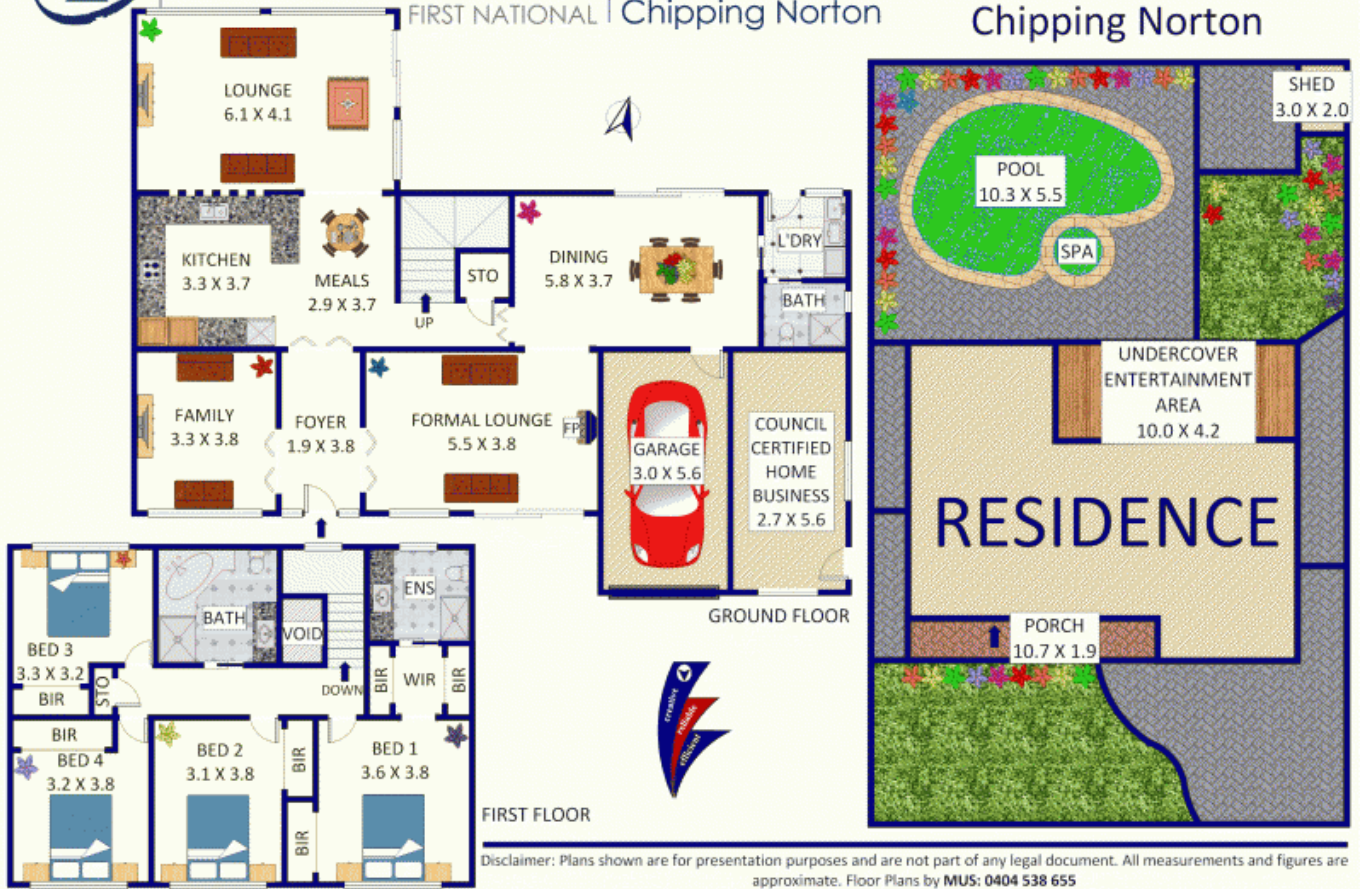 FIRST NATIONAL | Chipping Norton
Chipping Norton
LOUNGE
6.1 X 4.1
KITCHEN
3.3 X 3.7
MEALS
2.9 X 3.7
UP
STO
DINING
5.8 X 3.7
L'DRY
BATH
FAMILY
3.3 X 3.8
FOYER
1.9 X 3.8
FORMAL LOUNGE
5.5 X 3.8
FP
GARAGE
3.0 X 5.6
COUNCIL
CERTIFIED
HOME
BUSINESS
2.7 X 5.6
GROUND FLOOR
BED 3
3.3 X 3.2
BIR
STO
BATH
VOID
DOWN
ENS
BIR
WIR
BIR
BIR
BED 4
3.2 X 3.8
BED 2
3.1 X 3.8
BIR
BIR
BED 1
3.6 X 3.8
FIRST FLOOR
creative
reliable
efficient
SHED
3.0 X 2.0
POOL
10.3 X 5.5
SPA
UNDERCOVER
ENTERTAINMENT
AREA
10.0 X 4.2
RESIDENCE
PORCH
10.7 X 1.9
Disclaimer: Plans shown are for presentation purposes and are not part of any legal document. All measurements and figures are
approximate. Floor Plans by MUS: 0404 538 655